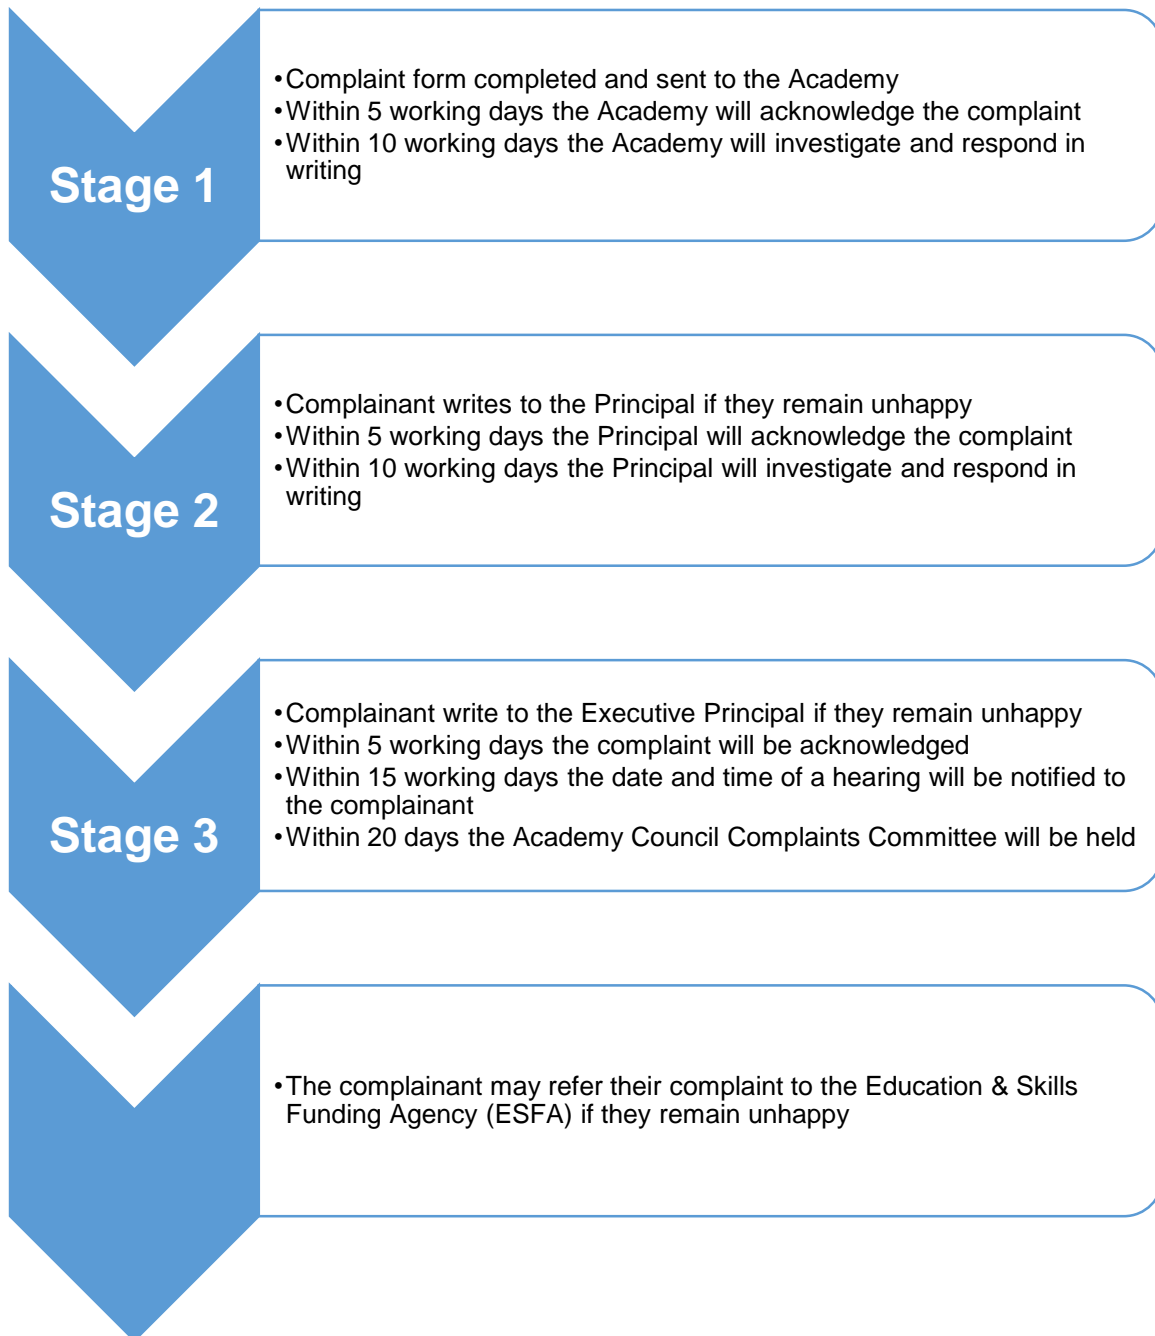 Stage 1
•Complaint form completed and sent to the Academy
•Within 5 working days the Academy will acknowledge the complaint
•Within 10 working days the Academy will investigate and respond in
writing
Stage 2
•Complainant writes to the Principal if they remain unhappy
•Within 5 working days the Principal will acknowledge the complaint
•Within 10 working days the Principal will investigate and respond in
writing
Stage 3
•Complainant write to the Executive Principal if they remain unhappy
•Within 5 working days the complaint will be acknowledged
•Within 15 working days the date and time of a hearing will be notified to
the complainant
•Within 20 days the Academy Council Complaints Committee will be held
•The complainant may refer their complaint to the Education & Skills
Funding Agency (ESFA) if they remain unhappy